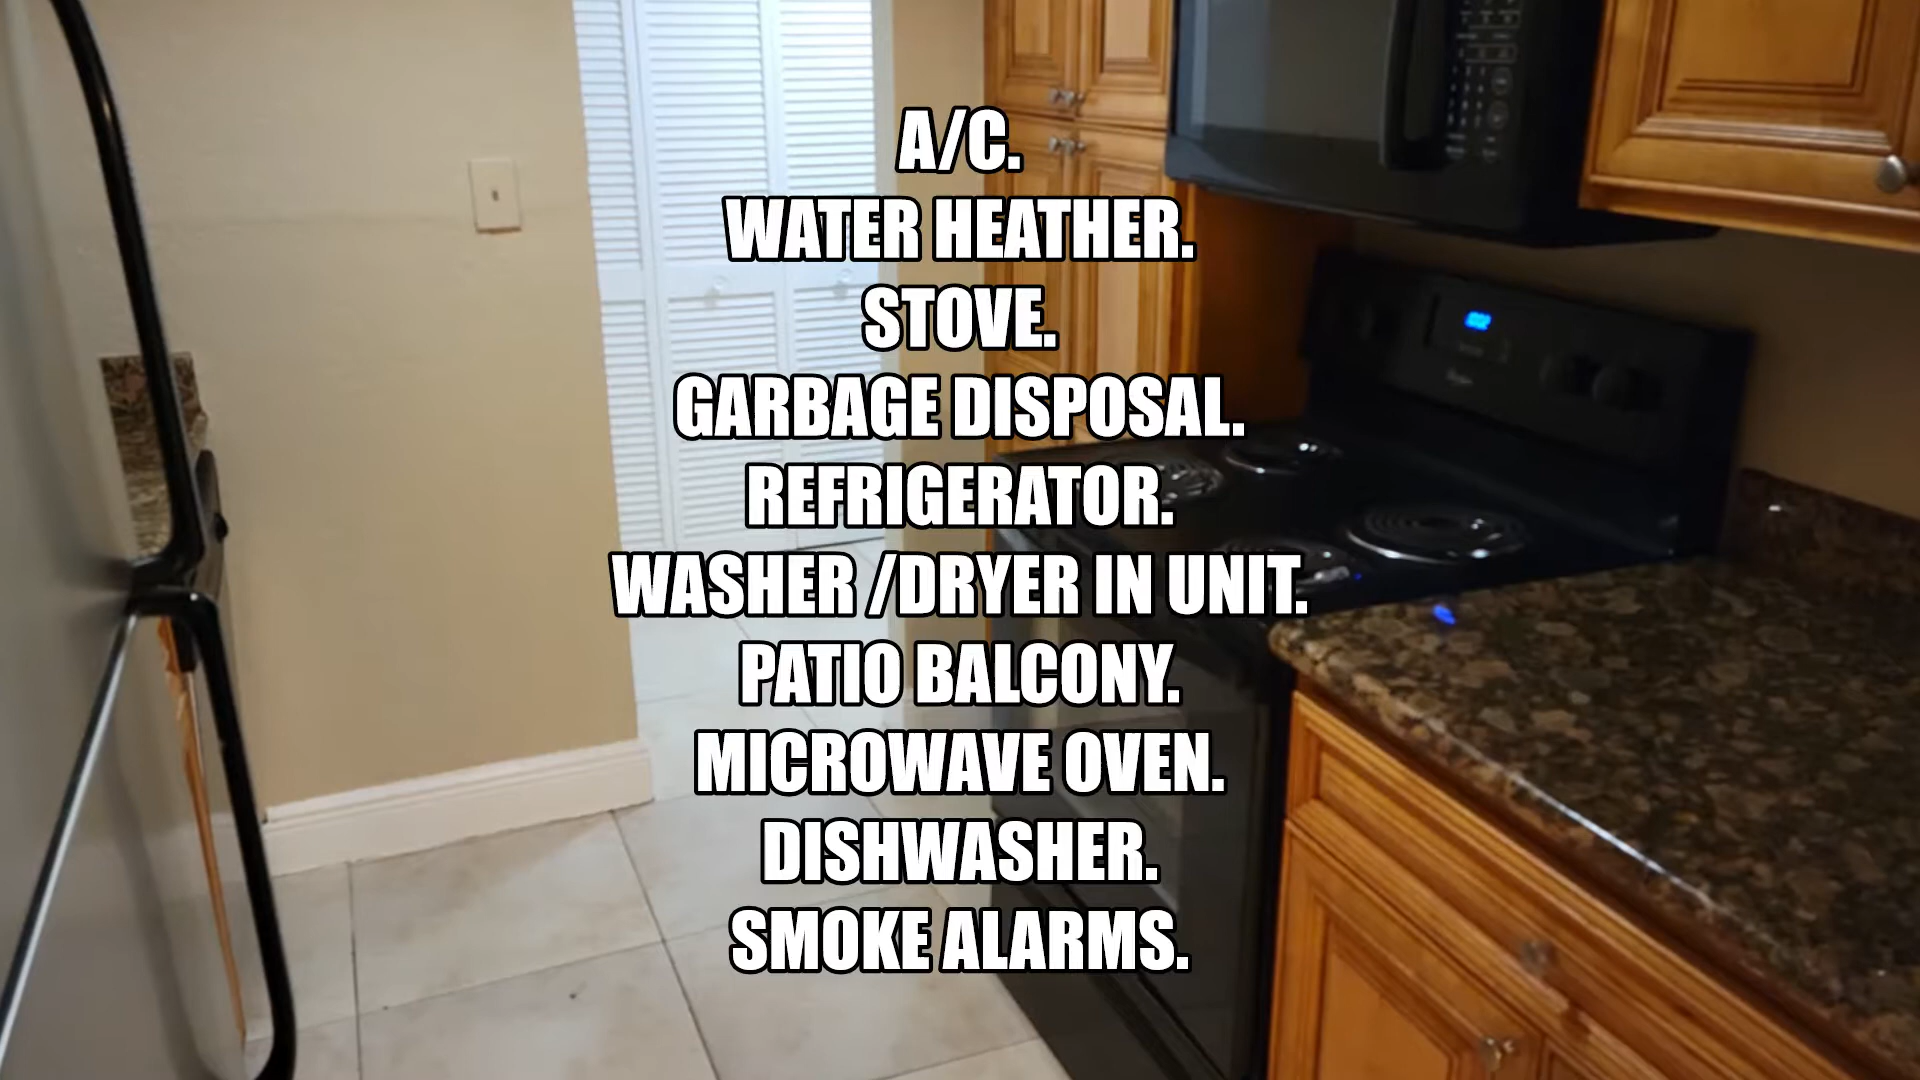 A/C.
WATER HEATHER.
STOVE.
GARBAGE DISPOSAL.
REFRIGERATOR.
WASHER /DRYER IN UNIT.
PATIO BALCONY.
MICROWAVE OVEN.
DISHWASHER.
SMOKE ALARMS.